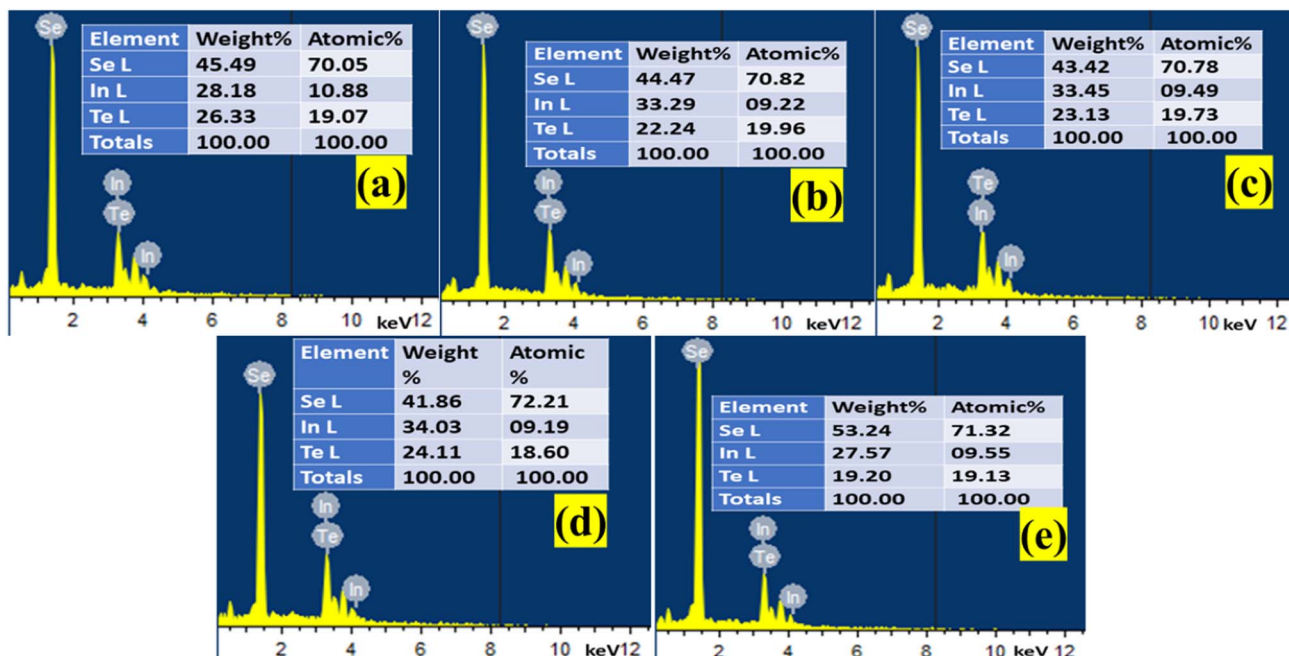 Se
Element Weight% Atomic%
Se L 45.49 70.05
In L 28.18 10.88
Te L 26.33 19.07
Totals 100.00 100.00
(a)
In
Te
In
2 4 6 8 10 keV 12
Se
Element Weight% Atomic%
Se L 44.47 70.82
In L 33.29 09.22
Te L 22.24 19.96
Totals 100.00 100.00
(b)
In
Te
In
2 4 6 8 10 keV 12
Se
Element Weight% Atomic%
Se L 43.42 70.78
In L 33.45 09.49
Te L 23.13 19.73
Totals 100.00 100.00
(c)
Te
In
In
2 4 6 8 10 keV 12
Se
Element Weight Atomic
% %
Se L 41.86 72.21
In L 34.03 09.19
Te L 24.11 18.60
Totals 100.00 100.00
(d)
In
Te
In
2 4 6 8 10 keV 12
Se
Element Weight% Atomic%
Se L 53.24 71.32
In L 27.57 09.55
Te L 19.20 19.13
Totals 100.00 100.00
(e)
In
Te
In
2 4 6 8 10 keV 12